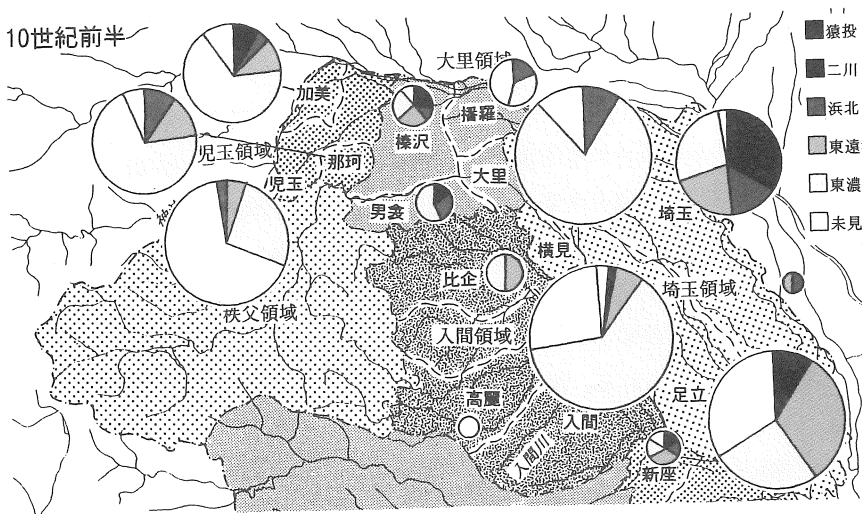 10世紀前半
猿投
二川
浜北
東遠
東濃
未見
大里領域
加美
播羅
榛沢
児玉領域
那珂
児玉
大里
男衾
埼玉
横見
比企
埼玉領域
秩父領域
入間領域
足立
高麗
入間
入間川
新座